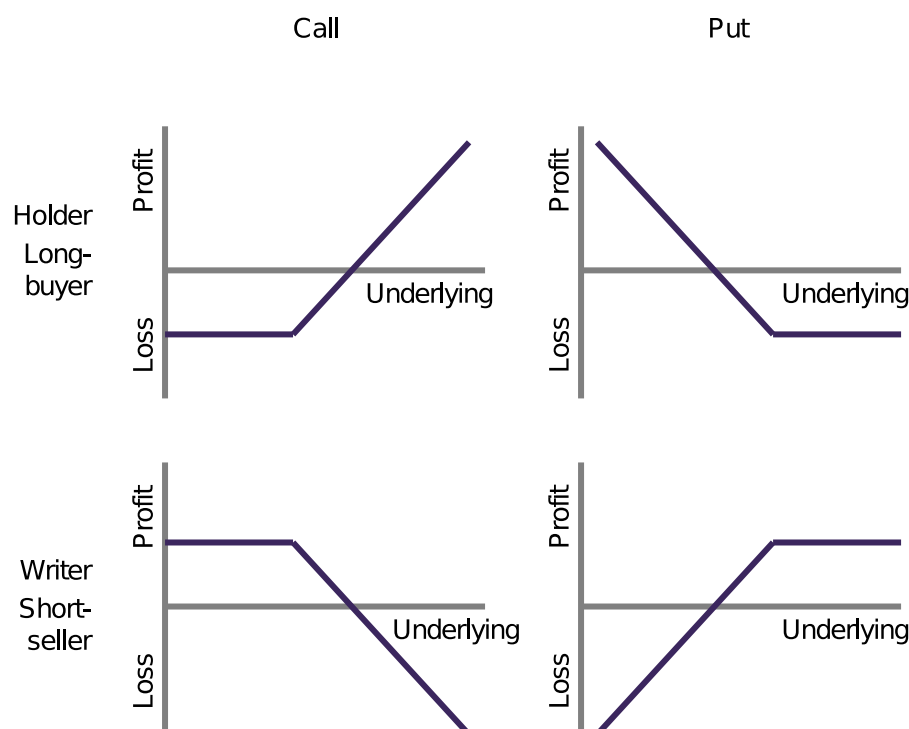 Call
Put
Profit
Profit
Holder
Long-
buyer
Underlying
Underlying
Loss
Loss
Profit
Profit
Writer
Short-
seller
Underlying
Underlying
Loss
Loss